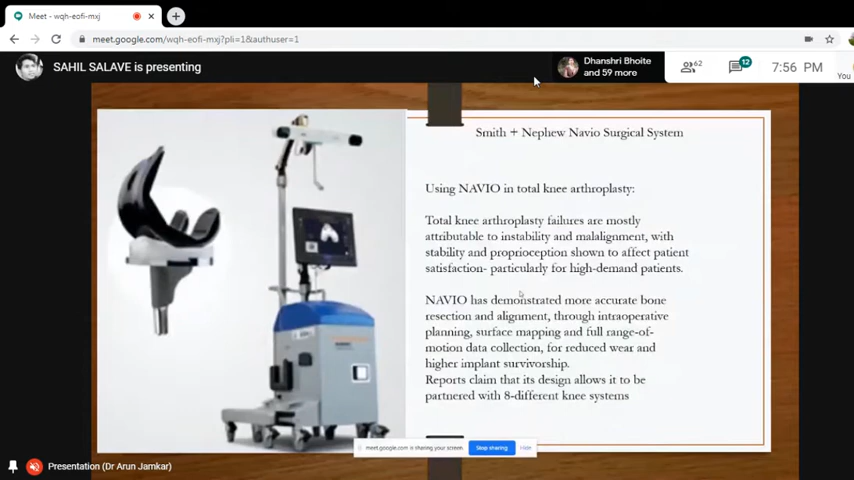 Meet - wqh-eofi-mxj
meet.google.com/wqh-eofi-mxj?pli=1&authuser=1
SAHIL SALAVE is presenting
Dhanshri Bhoite
and 59 more
62
12
7:56 PM
You
Smith + Nephew Navio Surgical System
Using NAVIO in total knee arthroplasty:
Total knee arthroplasty failures are mostly
attributable to instability and malalignment, with
stability and proprioception shown to affect patient
satisfaction- particularly for high-demand patients.
NAVIO has demonstrated more accurate bone
resection and alignment, through intraoperative
planning, surface mapping and full range-of-
motion data collection, for reduced wear and
higher implant survivorship.
Reports claim that its design allows it to be
partnered with 8-different knee systems
meet.google.com is sharing your screen.
Stop sharing
Hide
Presentation (Dr Arun Jamkar)